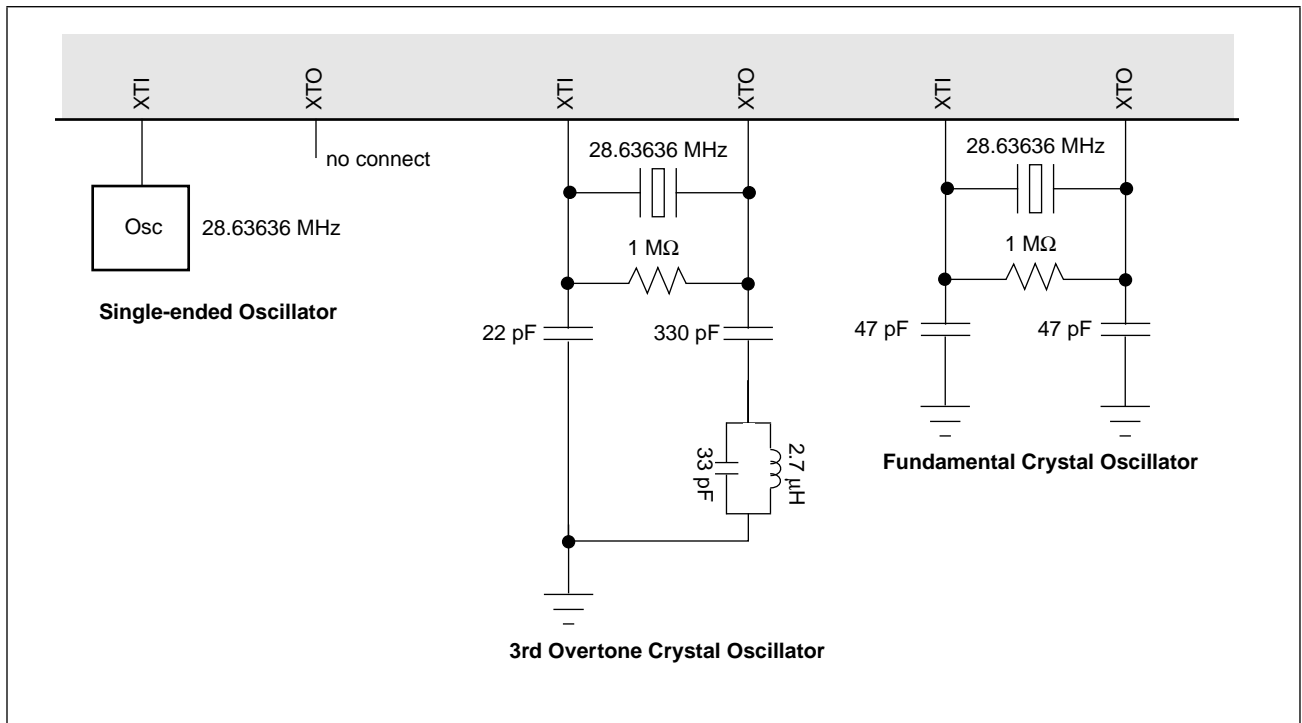 XTI
XTO
XTI
XTO
XTI
XTO
no connect
Osc
28.63636 MHz
Single-ended Oscillator
28.63636 MHz
1 MΩ
22 pF
330 pF
33 pF
2.7 μH
3rd Overtone Crystal Oscillator
28.63636 MHz
1 MΩ
47 pF
47 pF
Fundamental Crystal Oscillator